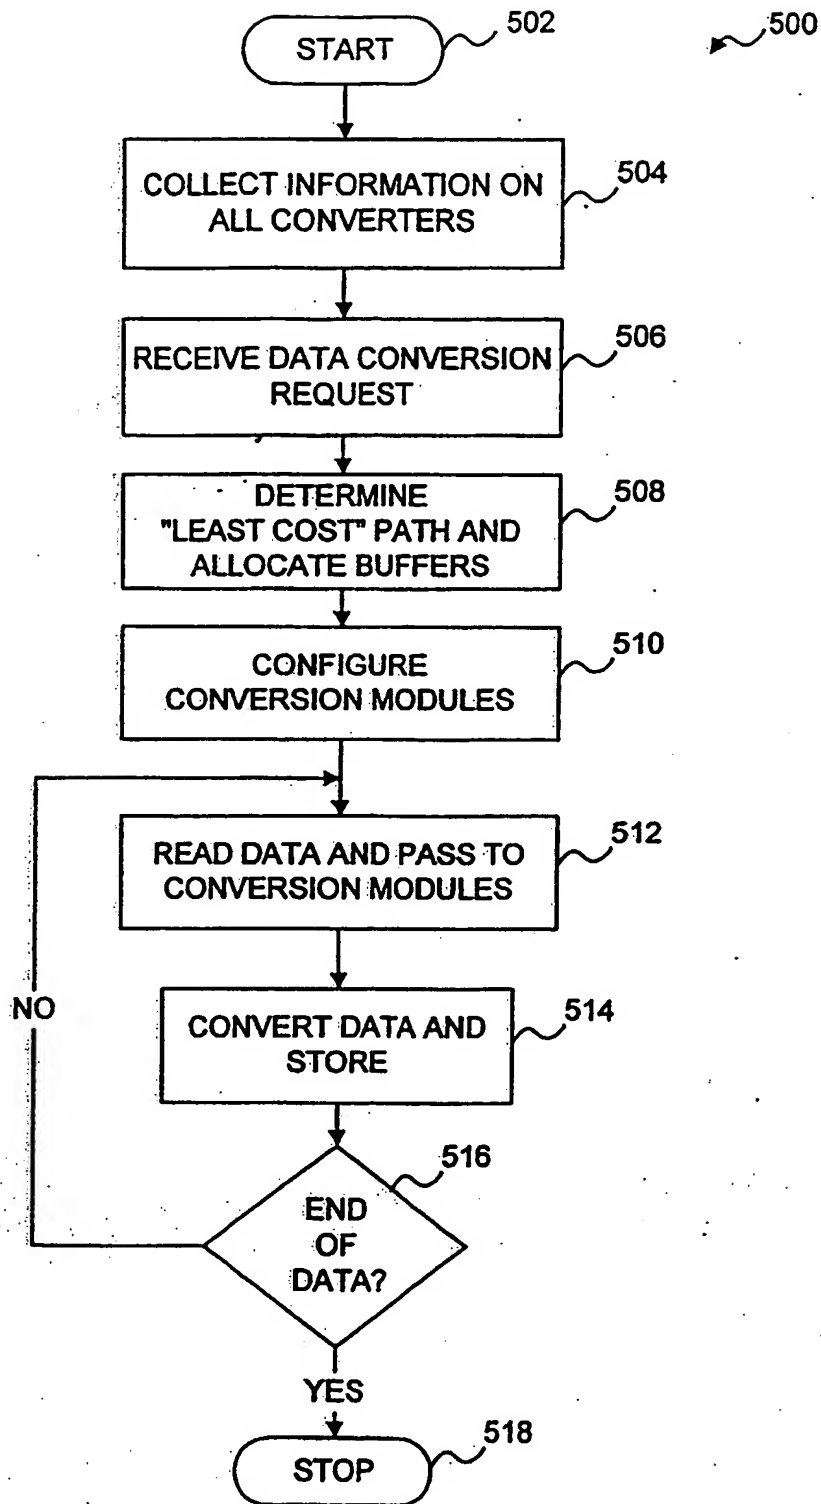 START
502
500
COLLECT INFORMATION ON
ALL CONVERTERS
504
RECEIVE DATA CONVERSION
REQUEST
506
DETERMINE
"LEAST COST" PATH AND
ALLOCATE BUFFERS
508
CONFIGURE
CONVERSION MODULES
510
READ DATA AND PASS TO
CONVERSION MODULES
512
NO
CONVERT DATA AND
STORE
514
516
END
OF
DATA?
YES
STOP
518